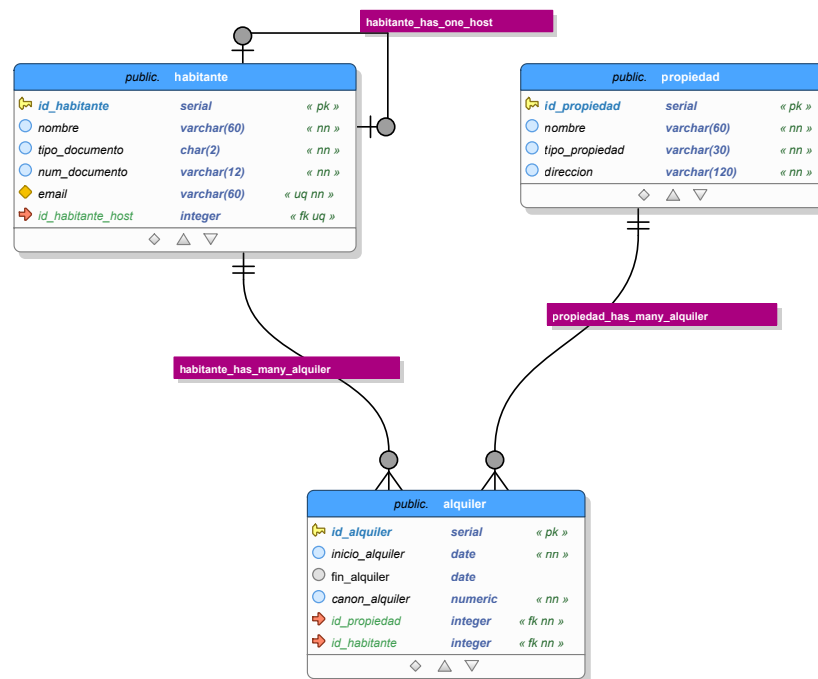 habitante_has_one_host
public. habitante
id_habitante serial « pk »
nombre varchar(60) « nn »
tipo_documento char(2) « nn »
num_documento varchar(12) « nn »
email varchar(60) « uq nn »
id_habitante_host integer « fk uq »
public. propiedad
id_propiedad serial « pk »
nombre varchar(60) « nn »
tipo_propiedad varchar(30) « nn »
direccion varchar(120) « nn »
propiedad_has_many_alquiler
habitante_has_many_alquiler
public. alquiler
id_alquiler serial « pk »
inicio_alquiler date « nn »
fin_alquiler date
canon_alquiler numeric « nn »
id_propiedad integer « fk nn »
id_habitante integer « fk nn »